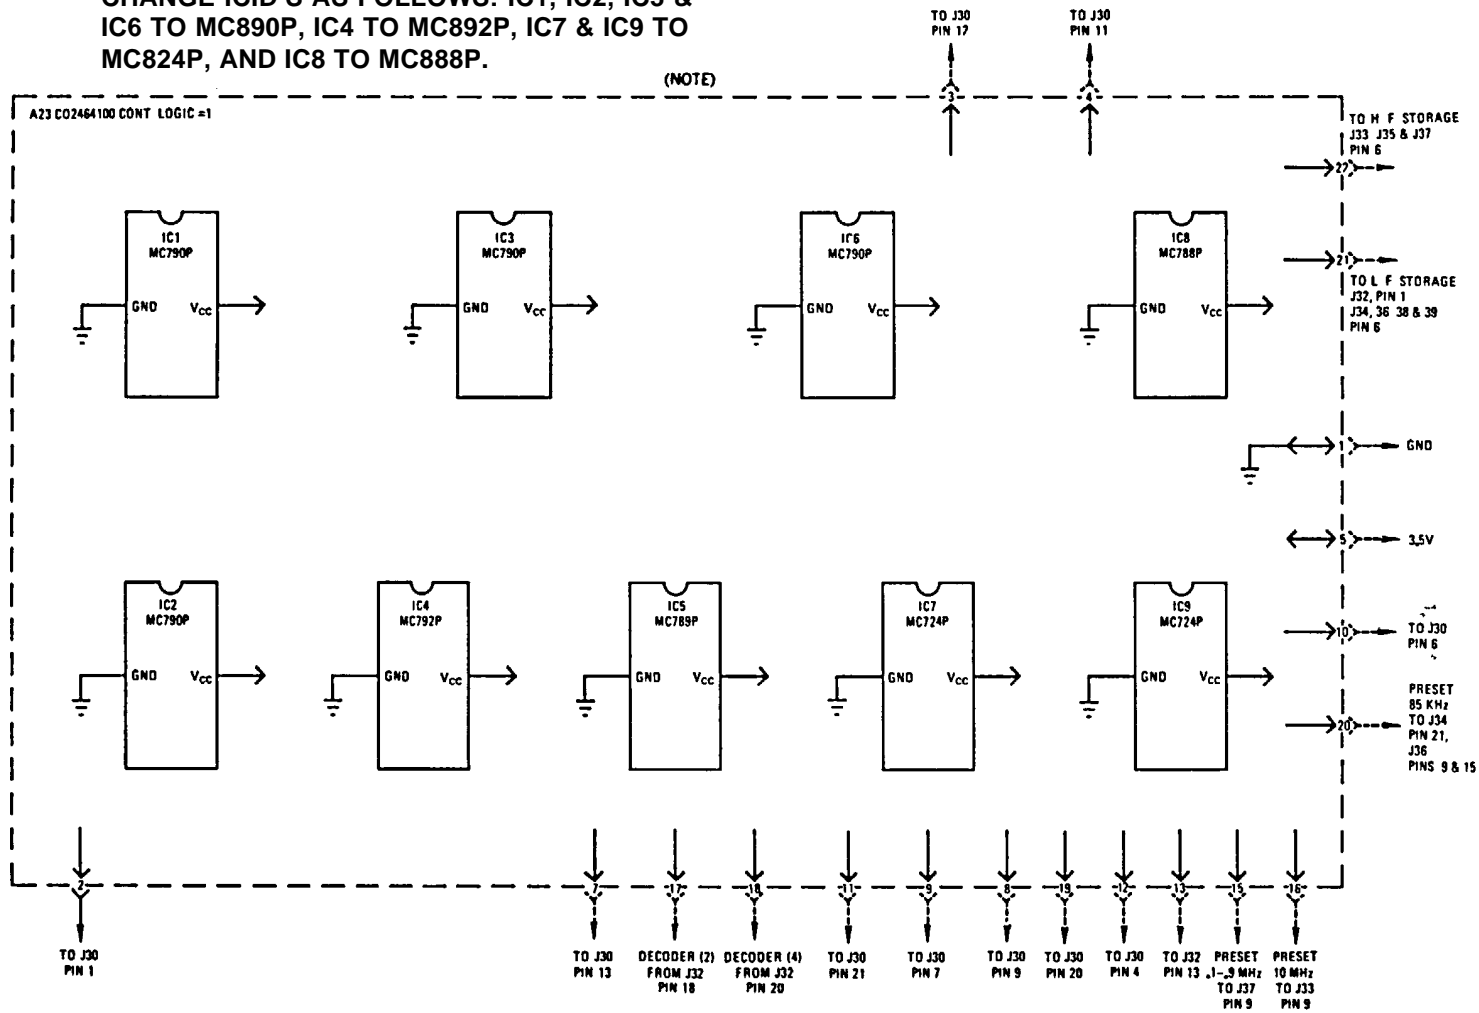 CHANGE ICID'S AS FOLLOWS: IC1, IC2, IC3 &
IC6 TO MC890P, IC4 TO MC892P, IC7 & IC9 TO
MC824P, AND IC8 TO MC888P.
(NOTE)
TO J30
PIN 17
TO J30
PIN 11
3
4
A23 CO2464100 CONT LOGIC =1
TO H F STORAGE
J33 J35 & J37
PIN 6
22
IC1
MC790P
GND VCC
IC3
MC790P
GND VCC
IC6
MC790P
GND VCC
IC8
MC788P
GND VCC
21
TO L F STORAGE
J32, PIN 1
J34, 36 38 & 39
PIN 6
1 GND
5 3.5V
IC2
MC790P
GND VCC
IC4
MC792P
GND VCC
IC5
MC789P
GND VCC
IC7
MC724P
GND VCC
IC9
MC724P
GND VCC
10
TO J30
PIN 6
20
PRESET
85 KHz
TO J34
PIN 21,
J36
PINS 9 & 15
2 7 17 18 11 9 8 19 12 13 15 16
TO J30
PIN 1
TO J30
PIN 13
DECODER (2)
FROM J32
PIN 18
DECODER (4)
FROM J32
PIN 20
TO J30
PIN 21
TO J30
PIN 7
TO J30
PIN 9
TO J30
PIN 20
TO J30
PIN 4
TO J32
PIN 13
PRESET
.1-.9 MHz
TO J37
PIN 9
PRESET
10 MHz
TO J33
PIN 9